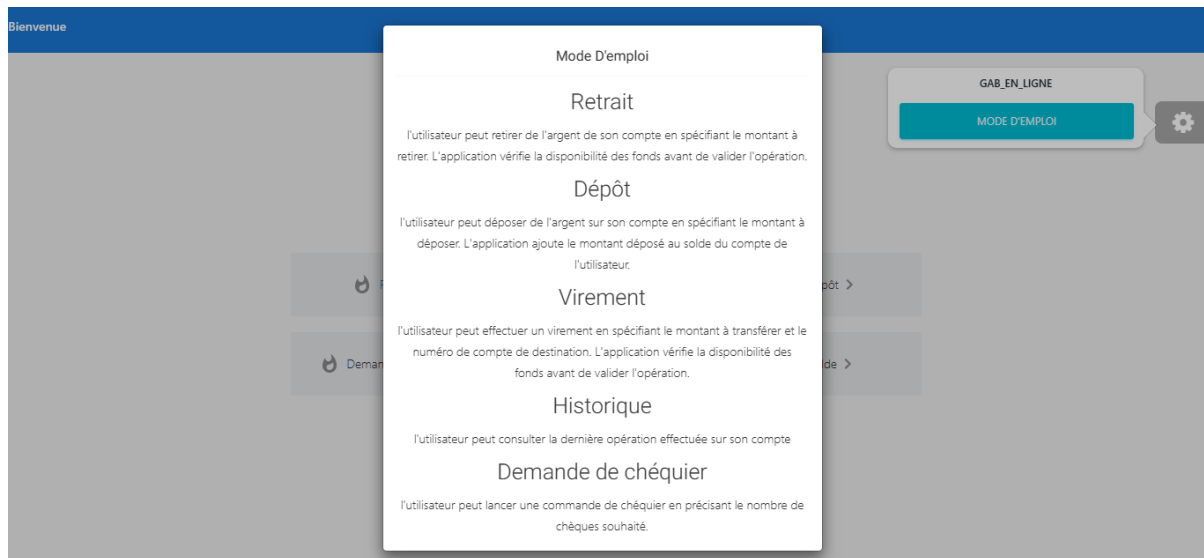 Bienvenue
Mode D'emploi
GAB_EN_LIGNE
MODE D'EMPLOI
Retrait
l'utilisateur peut retirer de l'argent de son compte en spécifiant le montant à
retirer. L'application vérifie la disponibilité des fonds avant de valider l'opération.
Dépôt
l'utilisateur peut déposer de l'argent sur son compte en spécifiant le montant à
déposer. L'application ajoute le montant déposé au solde du compte de
l'utilisateur.
Virement
l'utilisateur peut effectuer un virement en spécifiant le montant à transférer et le
numéro de compte de destination. L'application vérifie la disponibilité des
fonds avant de valider l'opération.
Historique
l'utilisateur peut consulter la dernière opération effectuée sur son compte
Demande de chéquier
l'utilisateur peut lancer une commande de chéquier en précisant le nombre de
chèques souhaité.